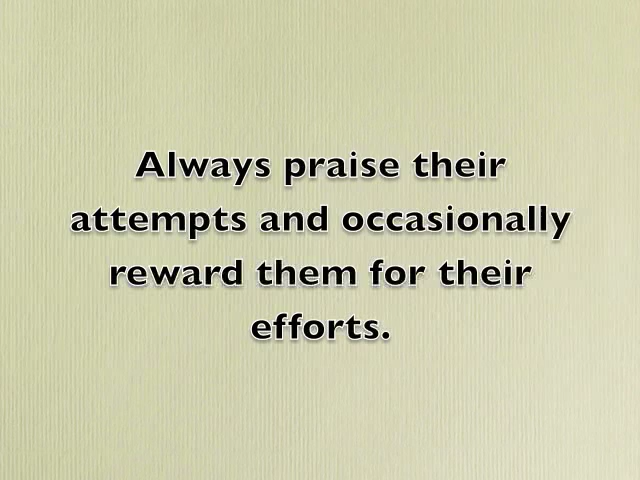 Always praise their
attempts and occasionally
reward them for their
efforts.